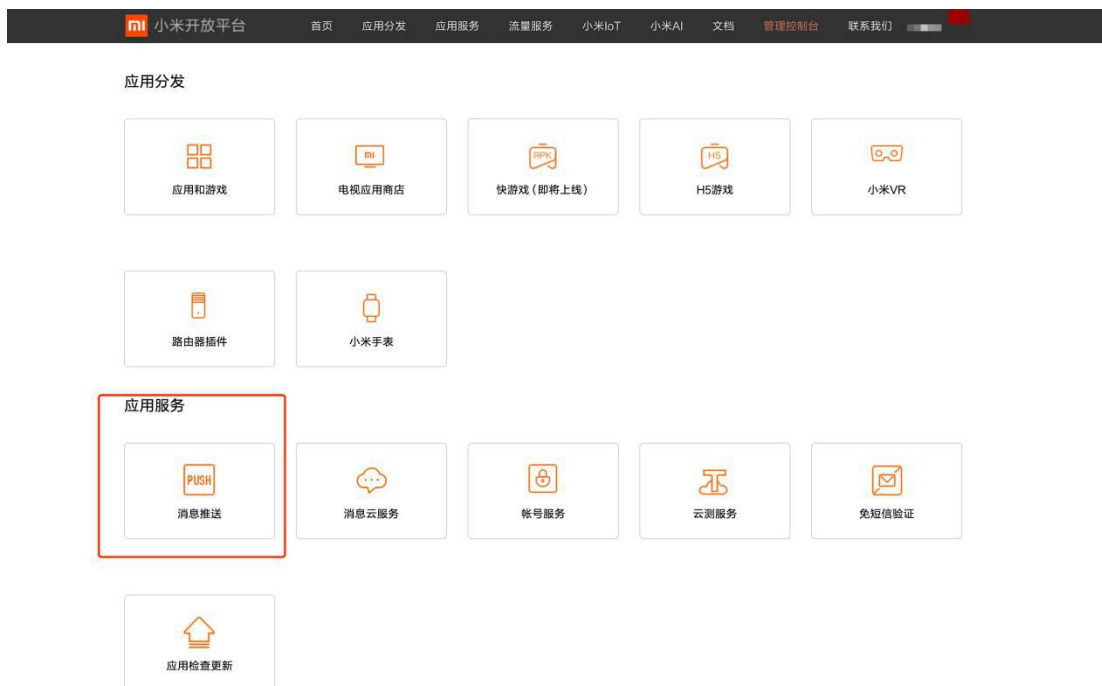 mi 小米开放平台 首页 应用分发 应用服务 流量服务 小米IoT 小米AI 文档 管理控制台 联系我们
应用分发
mi RPK H5
应用和游戏 电视应用商店 快游戏（即将上线） H5游戏 小米VR
路由器插件 小米手表
应用服务
PUSH
消息推送 消息云服务 帐号服务 云测服务 免短信验证
应用检查更新